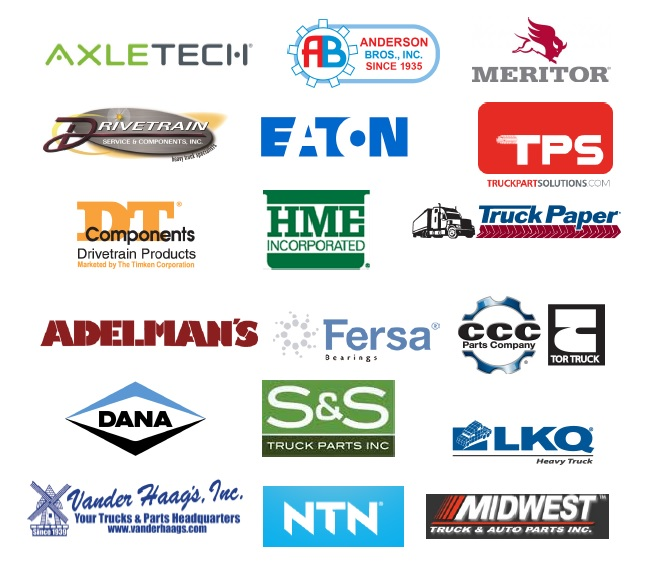 AXLETECH®
AB ANDERSON
BROS., INC.
SINCE 1935
MERITOR®
DRIVETRAIN
SERVICE & COMPONENTS, INC.
heavy truck specialists
EATON
TPS
TRUCKPARTSOLUTIONS.COM
DT®
Components
Drivetrain Products
Marketed by The Timken Corporation
HME
INCORPORATED®
Truck Paper
ADELMAN'S
Fersa®
Bearings
CCC
Parts Company®
TOR TRUCK
DANA
S&S
TRUCK PARTS INC
LKQ®
Heavy Truck
Vander Haag's, Inc.
Your Trucks & Parts Headquarters
www.vanderhaags.com
Since 1939
NTN®
MIDWEST™
TRUCK & AUTO PARTS INC.